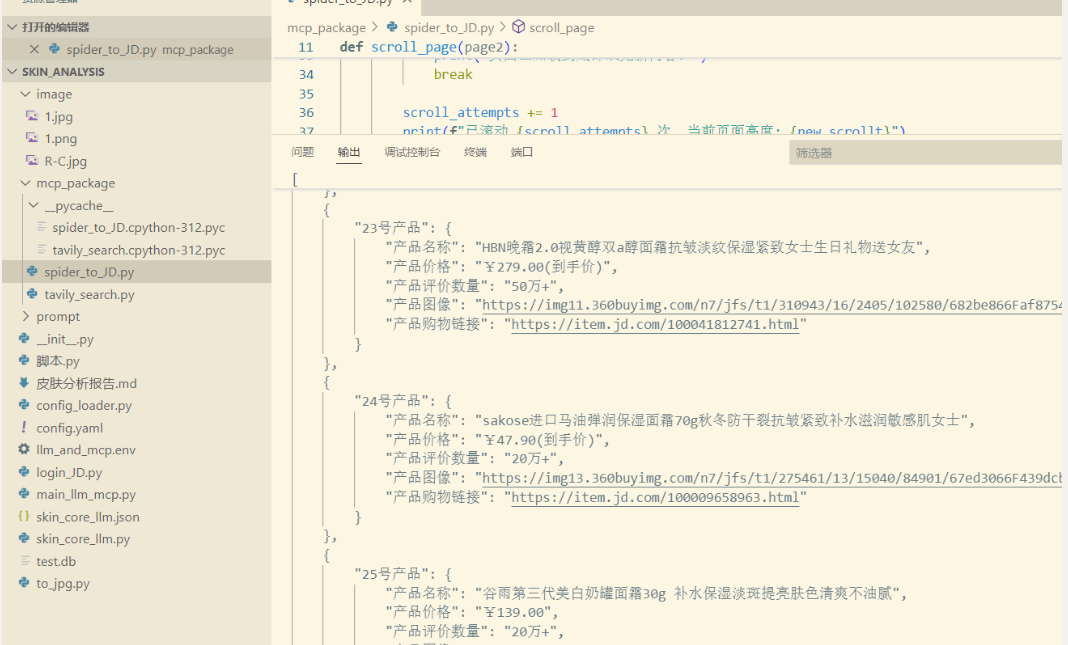 打开的编辑器
spider_to_JD.py mcp_package
SKIN_ANALYSIS
image
1.jpg
1.png
R-C.jpg
mcp_package
__pycache__
spider_to_JD.cpython-312.pyc
tavily_search.cpython-312.pyc
spider_to_JD.py
tavily_search.py
prompt
__init__.py
脚本.py
皮肤分析报告.md
config_loader.py
config.yaml
llm_and_mcp.env
login_JD.py
main_llm_mcp.py
skin_core_llm.json
skin_core_llm.py
test.db
to_jpg.py
mcp_package > spider_to_JD.py > scroll_page
11 def scroll_page(page2):
34 break
35
36 scroll_attempts += 1
37 print(f"已滚动 {scroll_attempts} 次，当前页面高度: {new_scrollt}")
问题 输出 调试控制台 终端 端口 筛选器
[
},
{
"23号产品": {
"产品名称": "HBN晚霜2.0视黄醇双a醇面霜抗皱淡纹保湿紧致女士生日礼物送女友",
"产品价格": "￥279.00(到手价)",
"产品评价数量": "50万+",
"产品图像": "https://img11.360buyimg.com/n7/jfs/t1/310943/16/2405/102580/682be866Faf8754
"产品购物链接": "https://item.jd.com/100041812741.html"
}
},
{
"24号产品": {
"产品名称": "sakose进口马油弹润保湿面霜70g秋冬防干裂抗皱紧致补水滋润敏感肌女士",
"产品价格": "￥47.90(到手价)",
"产品评价数量": "20万+",
"产品图像": "https://img13.360buyimg.com/n7/jfs/t1/275461/13/15040/84901/67ed3066F439dcb
"产品购物链接": "https://item.jd.com/100009658963.html"
}
},
{
"25号产品": {
"产品名称": "谷雨第三代美白奶罐面霜30g 补水保湿淡斑提亮肤色清爽不油腻",
"产品价格": "￥139.00",
"产品评价数量": "20万+",